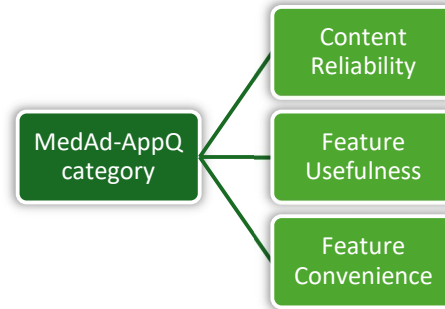 MedAd-AppQ
category
Content
Reliability
Feature
Usefulness
Feature
Convenience